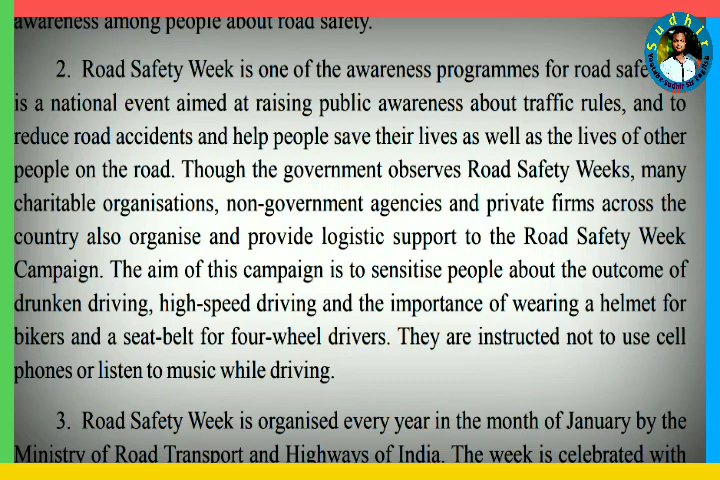 awareness among people about road safety.
2. Road Safety Week is one of the awareness programmes for road safe
is a national event aimed at raising public awareness about traffic rules, and to
reduce road accidents and help people save their lives as well as the lives of other
people on the road. Though the government observes Road Safety Weeks, many
charitable organisations, non-government agencies and private firms across the
country also organise and provide logistic support to the Road Safety Week
Campaign. The aim of this campaign is to sensitise people about the outcome of
drunken driving, high-speed driving and the importance of wearing a helmet for
bikers and a seat-belt for four-wheel drivers. They are instructed not to use cell
phones or listen to music while driving.
3. Road Safety Week is organised every year in the month of January by the
Ministry of Road Transport and Highways of India. The week is celebrated with
Sudhir
Youtube Sudhir Sir English